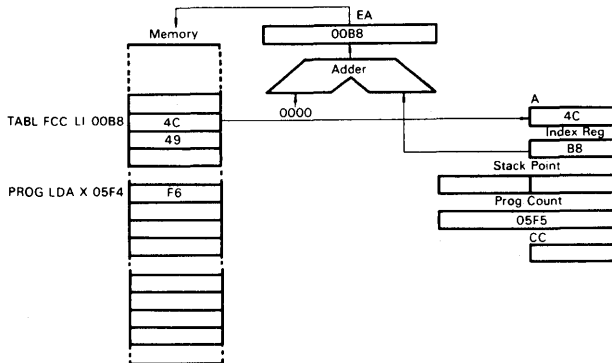 EA
Memory
00B8
Adder
A
0000
TABL FCC LI 00B8
4C
4C
49
Index Reg
B8
Stack Point
PROG LDA X 05F4
F6
Prog Count
05F5
CC